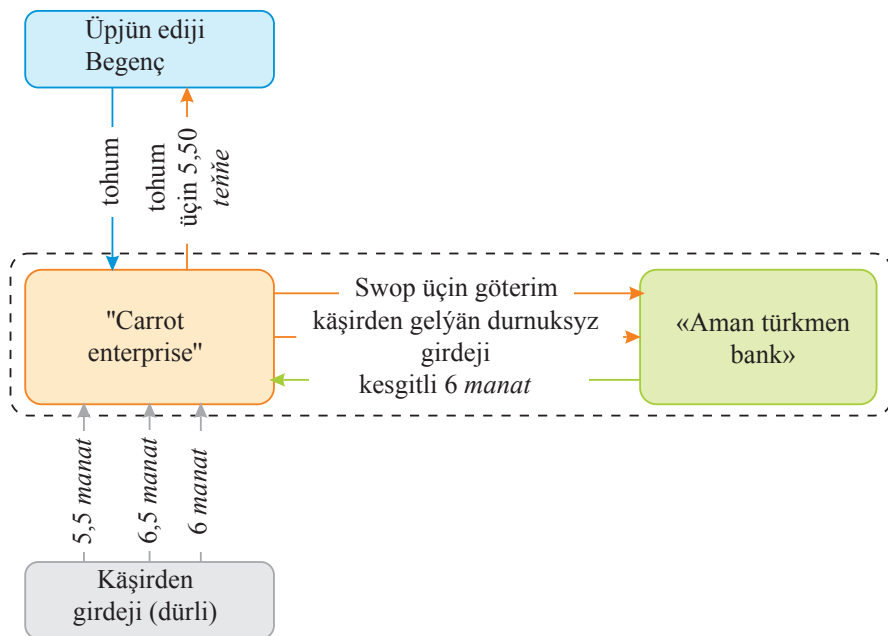 Üpjün ediji
Begenç
tohum
tohum
üçin 5,50
teňňe
"Carrot
enterprise"
Swop üçin göterim
käşirden gelýän durnuksyz
girdeji
kesgitli 6 manat
«Aman türkmen
bank»
5,5 manat
6,5 manat
6 manat
Käşirden
girdeji (dürli)